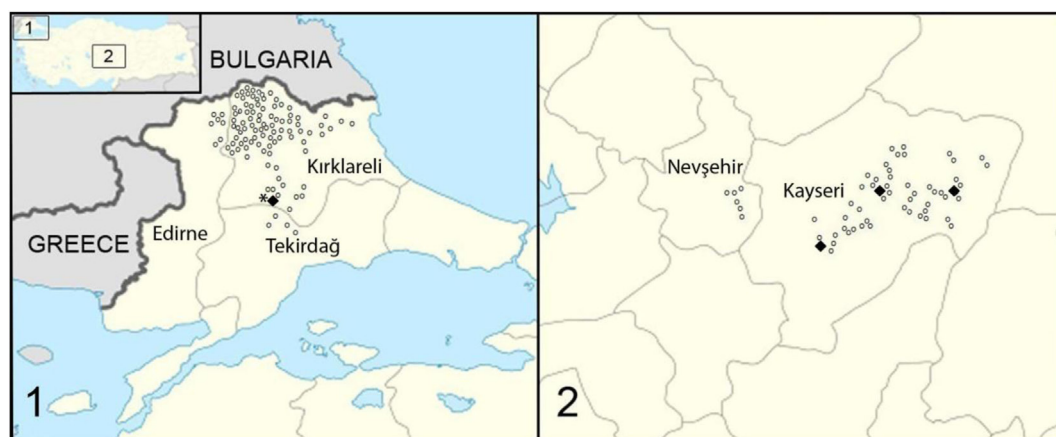 1
2
BULGARIA
Kırklareli
*
GREECE
Edirne
Tekirdağ
1
Nevşehir
Kayseri
2